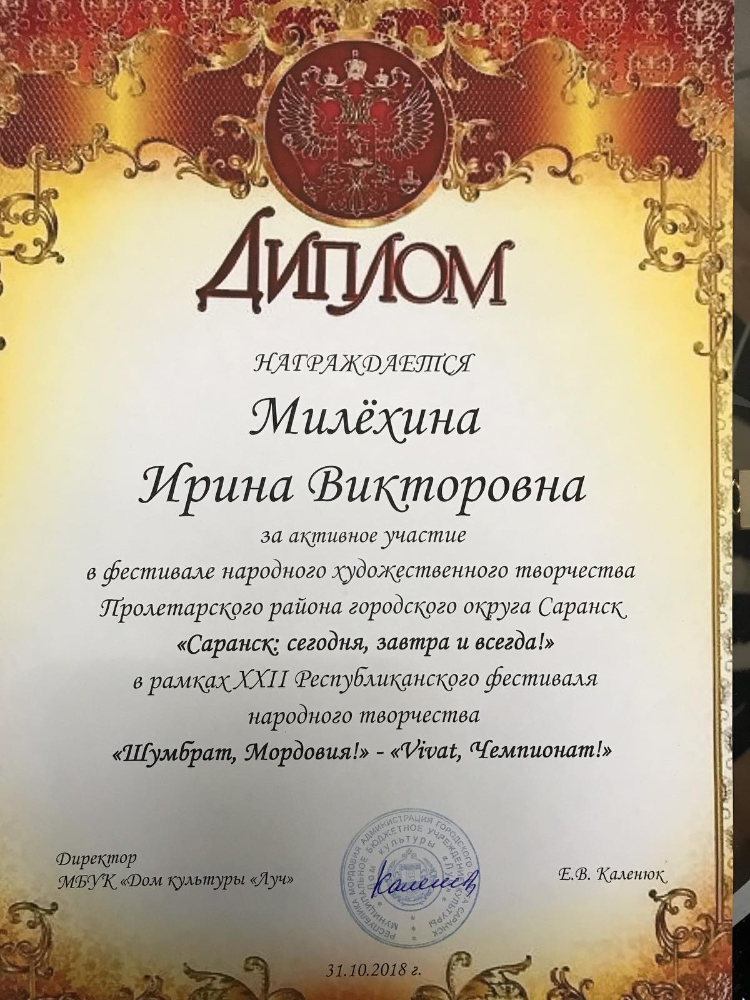 ДИПЛОМ
НАГРАЖДАЕТСЯ
Милёхина
Ирина Викторовна
за активное участие
в фестивале народного художественного творчества
Пролетарского района городского округа Саранск
«Саранск: сегодня, завтра и всегда!»
в рамках XXII Республиканского фестиваля
народного творчества
«Шумбрат, Мордовия!» - «Vivat, Чемпионат!»
РЕСПУБЛИКА МОРДОВИЯ АДМИНИСТРАЦИЯ ГОРОДСКОГО ОКРУГА САРАНСК
МУНИЦИПАЛЬНОЕ БЮДЖЕТНОЕ УЧРЕЖДЕНИЕ КУЛЬТУРЫ
ДОМ КУЛЬТУРЫ «ЛУЧ»
Директор
МБУК «Дом культуры «Луч»
Е.В. Каленюк
31.10.2018 г.